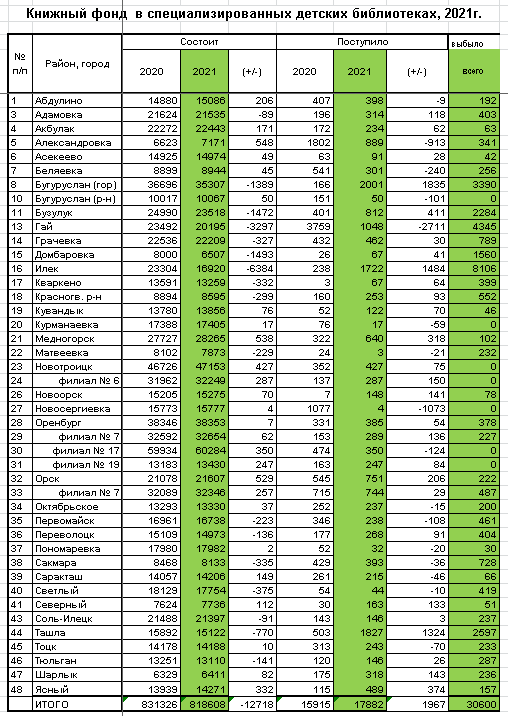 Книжный фонд в специализированных детских библиотеках, 2021г.
№ п/п Район, город Состоит Поступило выбыло
2020 2021 (+/-) 2020 2021 (+/-) всего
1 Абдулино 14880 15086 206 407 398 -9 192
3 Адамовка 21624 21535 -89 196 314 118 403
4 Акбулак 22272 22443 171 172 234 62 63
5 Александровка 6623 7171 548 1802 889 -913 341
6 Асекеево 14925 14974 49 63 91 28 42
7 Беляевка 8899 8944 45 541 301 -240 256
8 Бугуруслан (гор) 36696 35307 -1389 166 2001 1835 3390
10 Бугуруслан (р-н) 10017 10067 50 151 50 -101 0
11 Бузулук 24990 23518 -1472 401 812 411 2284
13 Гай 23492 20195 -3297 3759 1048 -2711 4345
14 Грачевка 22536 22209 -327 432 462 30 789
15 Домбаровка 8000 6507 -1493 26 67 41 1560
16 Илек 23304 16920 -6384 238 1722 1484 8106
17 Кваркено 13591 13259 -332 3 67 64 399
18 Красногв. р-н 8894 8595 -299 160 253 93 552
19 Кувандык 13780 13856 76 52 122 70 46
20 Курманаевка 17388 17405 17 76 17 -59 0
21 Медногорск 27727 28265 538 322 640 318 102
22 Матвеевка 8102 7873 -229 24 3 -21 232
23 Новотроицк 46726 47153 427 352 427 75 0
24 филиал № 6 31962 32249 287 137 287 150 0
26 Новоорск 15205 15275 70 7 148 141 78
27 Новосергиевка 15773 15777 4 1077 4 -1073 0
28 Оренбург 38346 38353 7 331 385 54 378
29 филиал № 7 32592 32654 62 153 289 136 227
30 филиал № 17 59934 60284 350 474 350 -124 0
31 филиал № 19 13183 13430 247 163 247 84 0
32 Орск 21078 21607 529 545 751 206 222
33 филиал № 7 32089 32346 257 715 744 29 487
34 Октябрьское 13293 13330 37 252 237 -15 200
35 Первомайск 16961 16738 -223 346 238 -108 461
36 Переволоцк 15109 14973 -136 177 268 91 404
37 Пономаревка 17980 17982 2 52 32 -20 30
38 Сакмара 8468 8133 -335 429 393 -36 728
39 Саракташ 14057 14206 149 261 215 -46 66
40 Светлый 18129 17754 -375 54 44 -10 419
41 Северный 7624 7736 112 30 163 133 51
43 Соль-Илецк 21488 21397 -91 143 146 3 237
44 Ташла 15892 15122 -770 503 1827 1324 2597
45 Тоцк 14178 14188 10 313 243 -70 233
46 Тюльган 13251 13110 -141 120 146 26 287
47 Шарлык 6329 6411 82 175 318 143 236
48 Ясный 13939 14271 332 115 489 374 157
ИТОГО 831326 818608 -12718 15915 17882 1967 30600